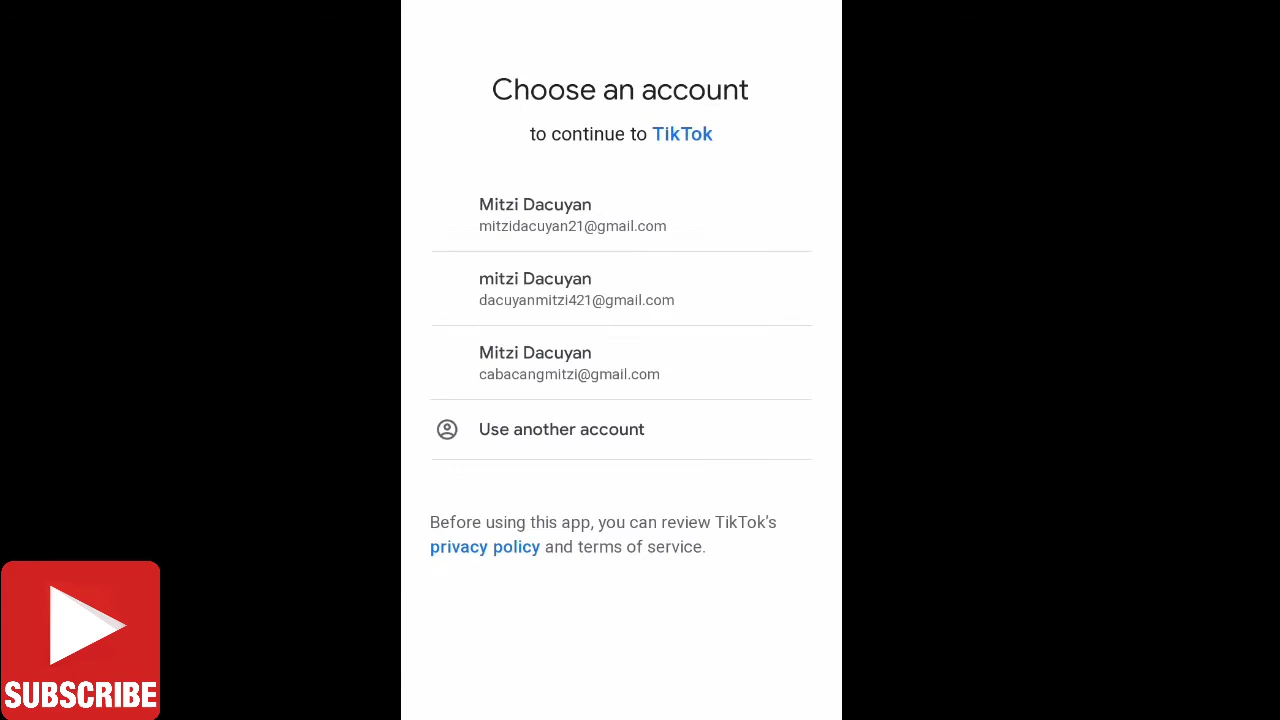 Choose an account
to continue to TikTok
Mitzi Dacuyan
mitzidacuyan21@gmail.com
mitzi Dacuyan
dacuyanmitzi421@gmail.com
Mitzi Dacuyan
cabacangmitzi@gmail.com
Use another account
Before using this app, you can review TikTok's
privacy policy and terms of service.
SUBSCRIBE